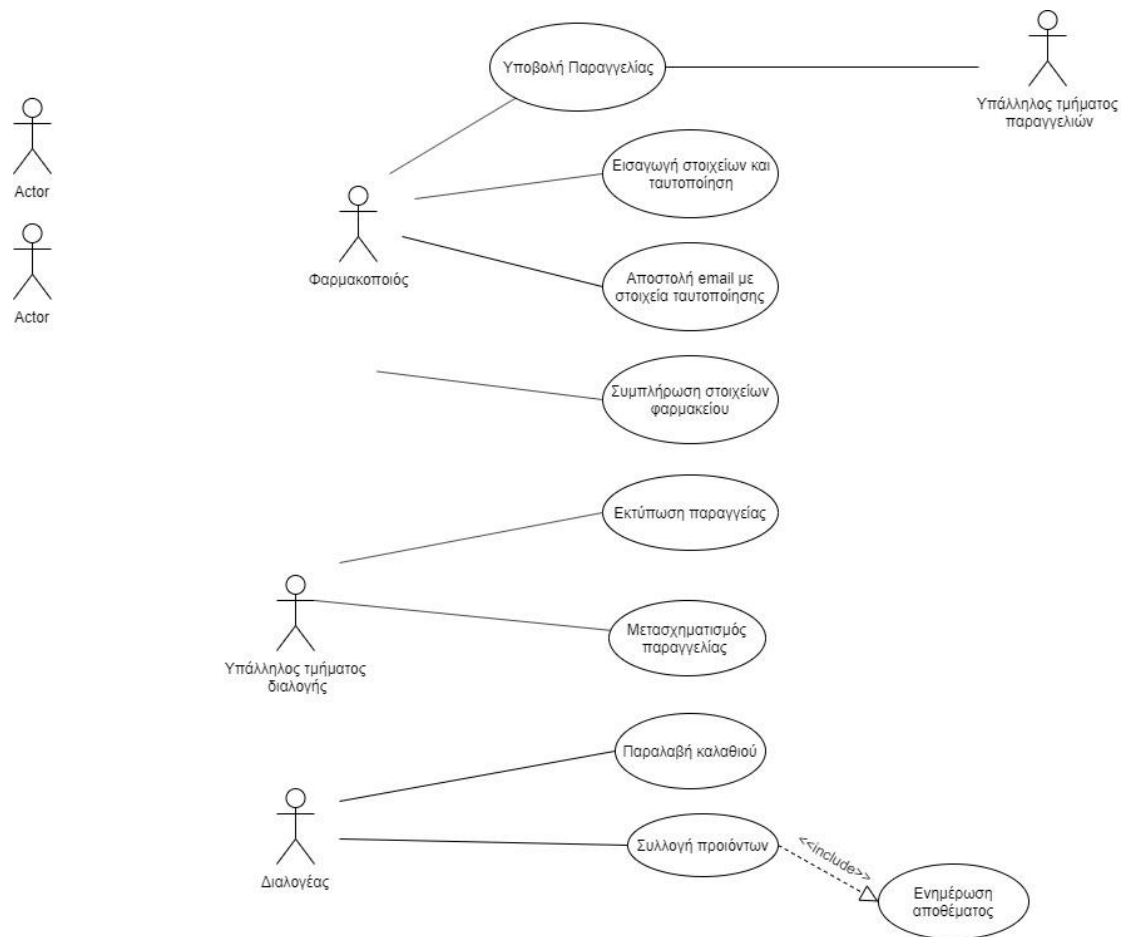 Υποβολή Παραγγελίας
Υπάλληλος τμήματος
παραγγελιών
Actor
Εισαγωγή στοιχείων και
ταυτοποίηση
Φαρμακοποιός
Αποστολή email με
στοιχεία ταυτοποίησης
Actor
Συμπλήρωση στοιχείων
φαρμακείου
Εκτύπωση παραγγείας
Μετασχηματισμός
παραγγελίας
Υπάλληλος τμήματος
διαλογής
Παραλαβή καλαθιού
Διαλογέας
Συλλογή προιόντων
<<include>>
Ενημέρωση
αποθέματος